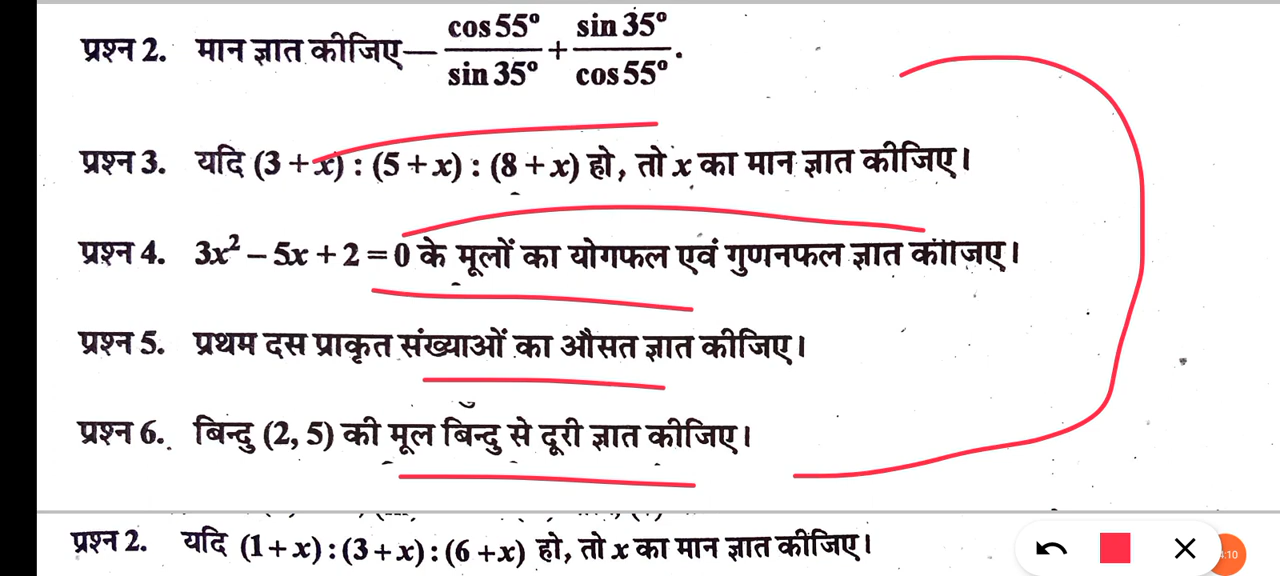 प्रश्न 2. मान ज्ञात कीजिए— cos 55° / sin 35° + sin 35° / cos 55°.
प्रश्न 3. यदि (3 + x) : (5 + x) : (8 + x) हो, तो x का मान ज्ञात कीजिए।
प्रश्न 4. 3x² – 5x + 2 = 0 के मूलों का योगफल एवं गुणनफल ज्ञात कीजिए।
प्रश्न 5. प्रथम दस प्राकृत संख्याओं का औसत ज्ञात कीजिए।
प्रश्न 6. बिन्दु (2, 5) की मूल बिन्दु से दूरी ज्ञात कीजिए।
प्रश्न 2. यदि (1 + x) : (3 + x) : (6 + x) हो, तो x का मान ज्ञात कीजिए।
:10